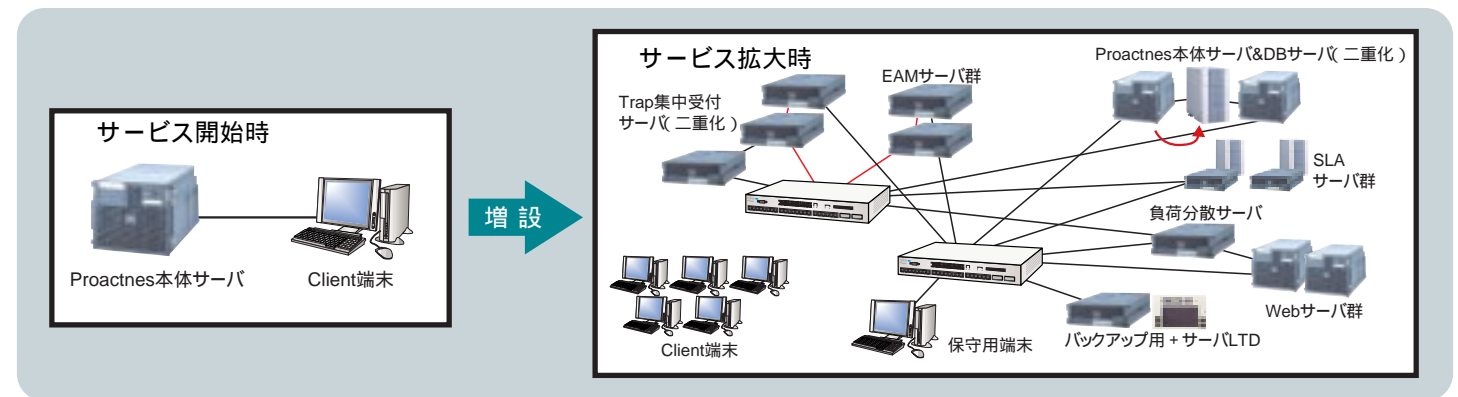 サービス開始時
Proactnes本体サーバ
Client端末
増 設
サービス拡大時
Trap集中受付
サーバ( 二重化 )
EAMサーバ群
Proactnes本体サーバ&DBサーバ( 二重化 )
SLA
サーバ群
負荷分散サーバ
Webサーバ群
バックアップ用 + サーバLTD
保守用端末
Client端末